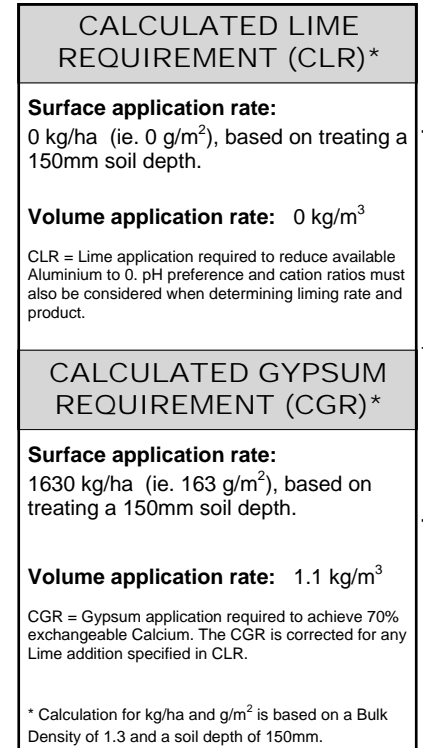 CALCULATED LIME
REQUIREMENT (CLR)*
Surface application rate:
0 kg/ha (ie. 0 g/m²), based on treating a
150mm soil depth.
Volume application rate: 0 kg/m³
CLR = Lime application required to reduce available
Aluminium to 0. pH preference and cation ratios must
also be considered when determining liming rate and
product.
CALCULATED GYPSUM
REQUIREMENT (CGR)*
Surface application rate:
1630 kg/ha (ie. 163 g/m²), based on
treating a 150mm soil depth.
Volume application rate: 1.1 kg/m³
CGR = Gypsum application required to achieve 70%
exchangeable Calcium. The CGR is corrected for any
Lime addition specified in CLR.
* Calculation for kg/ha and g/m² is based on a Bulk
Density of 1.3 and a soil depth of 150mm.